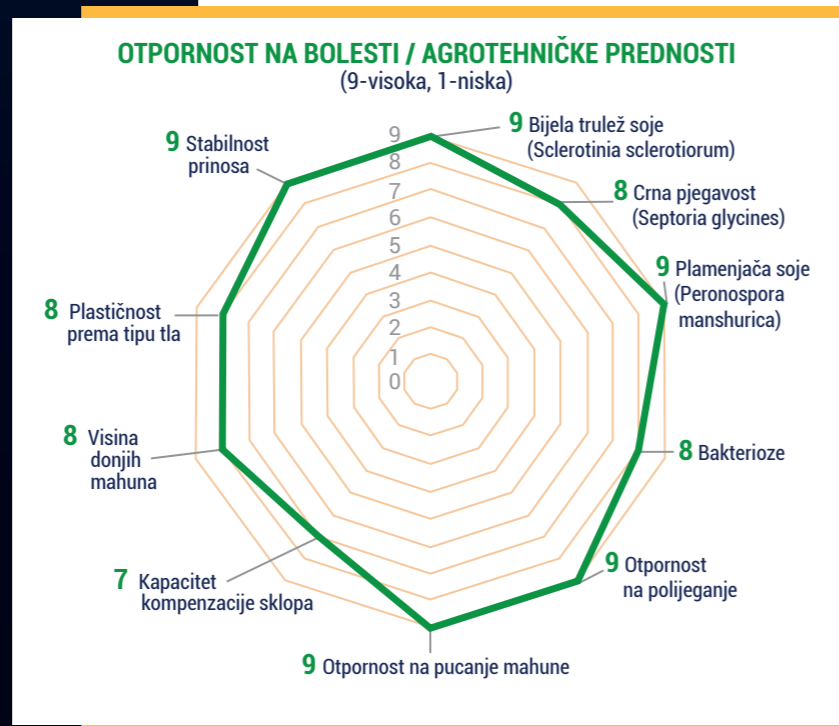 OTPORNOST NA BOLESTI / AGROTEHNIČKE PREDNOSTI
(9-visoka, 1-niska)
9 Bijela trulež soje
(Sclerotinia sclerotiorum)
8 Crna pjegavost
(Septoria glycines)
9 Plamenjača soje
(Peronospora
manshurica)
8 Bakterioze
9 Otpornost
na polijeganje
9 Otpornost na pucanje mahune
7 Kapacitet
kompenzacije sklopa
8 Visina
donjih
mahuna
8 Plastičnost
prema tipu tla
9 Stabilnost
prinosa
9
8
7
6
5
4
3
2
1
0